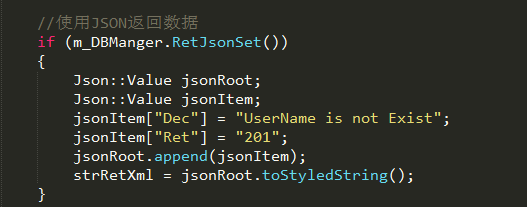 //使用JSON返回数据
if (m_DBManger.RetJsonSet())
{
    Json::Value jsonRoot;
    Json::Value jsonItem;
    jsonItem["Dec"] = "UserName is not Exist";
    jsonItem["Ret"] = "201";
    jsonRoot.append(jsonItem);
    strRetXml = jsonRoot.toStyledString();
}